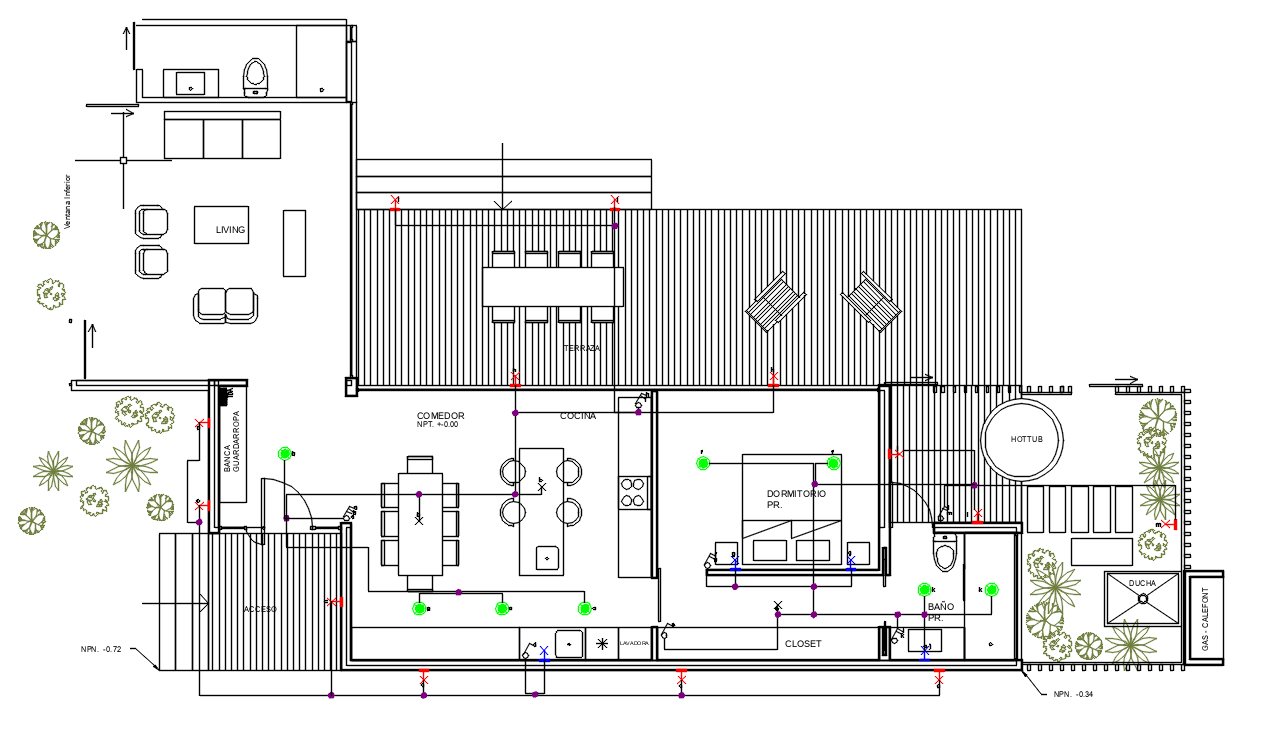 Ventana Inferior
LIVING
TERRAZA
COMEDOR
NPT. +-0.00
COCINA
BANCA
GUARDARROPA
HOTTUB
DORMITORIO
PR.
DUCHA
ACCESO
BAÑO
PR.
GAS - CALEFONT
LAVADORA
CLOSET
NPN. -0.72
NPN. -0.34